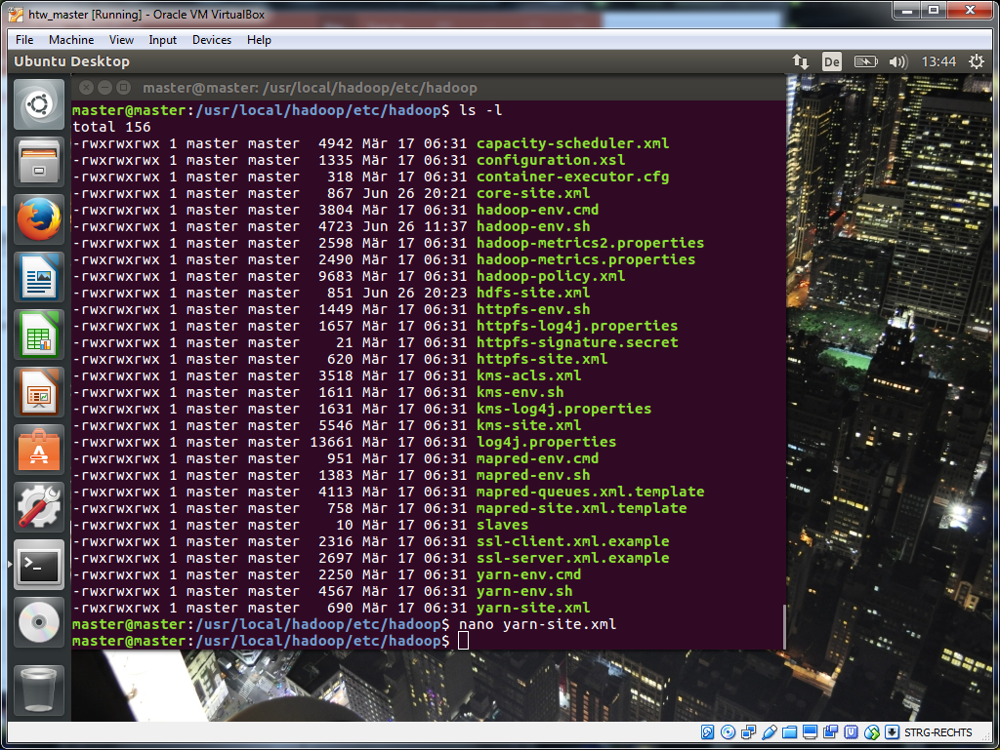 htw_master [Running] - Oracle VM VirtualBox
File Machine View Input Devices Help
Ubuntu Desktop De 13:44
master@master: /usr/local/hadoop/etc/hadoop
master@master:/usr/local/hadoop/etc/hadoop$ ls -l
total 156
-rwxrwxrwx 1 master master 4942 Mär 17 06:31 capacity-scheduler.xml
-rwxrwxrwx 1 master master 1335 Mär 17 06:31 configuration.xsl
-rwxrwxrwx 1 master master 318 Mär 17 06:31 container-executor.cfg
-rwxrwxrwx 1 master master 867 Jun 26 20:21 core-site.xml
-rwxrwxrwx 1 master master 3804 Mär 17 06:31 hadoop-env.cmd
-rwxrwxrwx 1 master master 4723 Jun 26 11:37 hadoop-env.sh
-rwxrwxrwx 1 master master 2598 Mär 17 06:31 hadoop-metrics2.properties
-rwxrwxrwx 1 master master 2490 Mär 17 06:31 hadoop-metrics.properties
-rwxrwxrwx 1 master master 9683 Mär 17 06:31 hadoop-policy.xml
-rwxrwxrwx 1 master master 851 Jun 26 20:23 hdfs-site.xml
-rwxrwxrwx 1 master master 1449 Mär 17 06:31 httpfs-env.sh
-rwxrwxrwx 1 master master 1657 Mär 17 06:31 httpfs-log4j.properties
-rwxrwxrwx 1 master master 21 Mär 17 06:31 httpfs-signature.secret
-rwxrwxrwx 1 master master 620 Mär 17 06:31 httpfs-site.xml
-rwxrwxrwx 1 master master 3518 Mär 17 06:31 kms-acls.xml
-rwxrwxrwx 1 master master 1611 Mär 17 06:31 kms-env.sh
-rwxrwxrwx 1 master master 1631 Mär 17 06:31 kms-log4j.properties
-rwxrwxrwx 1 master master 5546 Mär 17 06:31 kms-site.xml
-rwxrwxrwx 1 master master 13661 Mär 17 06:31 log4j.properties
-rwxrwxrwx 1 master master 951 Mär 17 06:31 mapred-env.cmd
-rwxrwxrwx 1 master master 1383 Mär 17 06:31 mapred-env.sh
-rwxrwxrwx 1 master master 4113 Mär 17 06:31 mapred-queues.xml.template
-rwxrwxrwx 1 master master 758 Mär 17 06:31 mapred-site.xml.template
-rwxrwxrwx 1 master master 10 Mär 17 06:31 slaves
-rwxrwxrwx 1 master master 2316 Mär 17 06:31 ssl-client.xml.example
-rwxrwxrwx 1 master master 2697 Mär 17 06:31 ssl-server.xml.example
-rwxrwxrwx 1 master master 2250 Mär 17 06:31 yarn-env.cmd
-rwxrwxrwx 1 master master 4567 Mär 17 06:31 yarn-env.sh
-rwxrwxrwx 1 master master 690 Mär 17 06:31 yarn-site.xml
master@master:/usr/local/hadoop/etc/hadoop$ nano yarn-site.xml
master@master:/usr/local/hadoop/etc/hadoop$
STRG-RECHTS